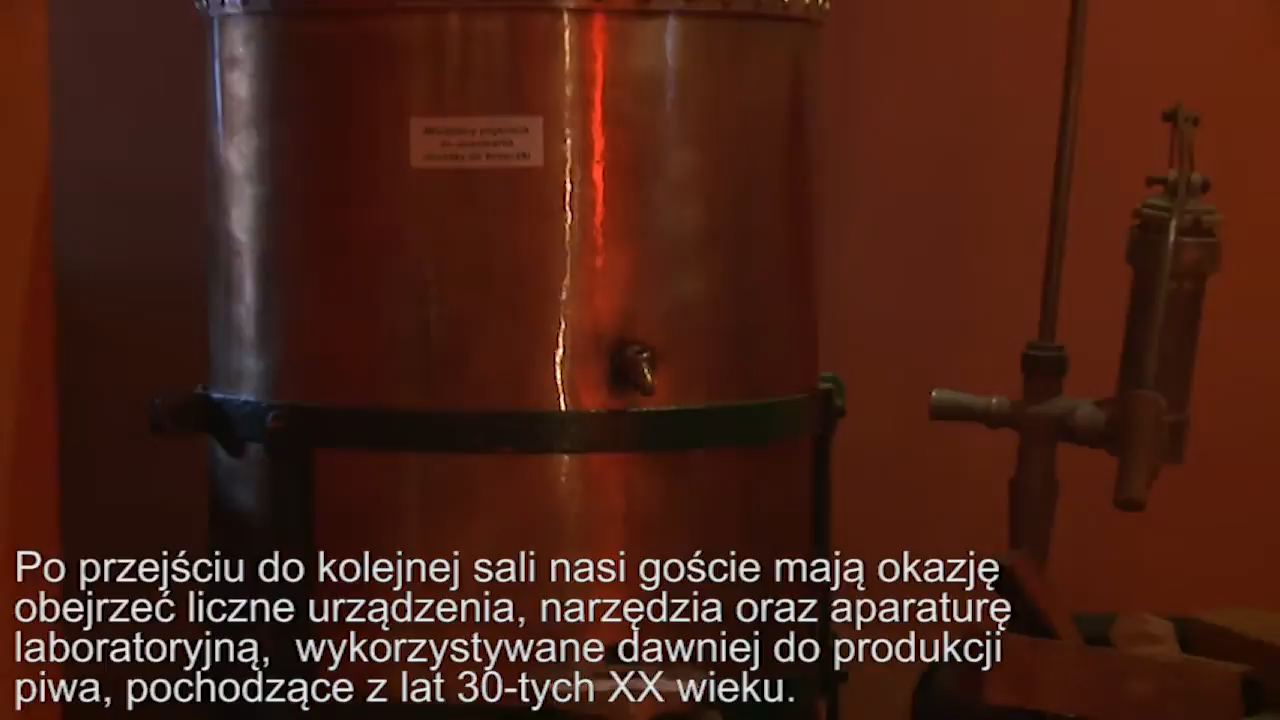 Po przejściu do kolejnej sali nasi goście mają okazję
obejrzeć liczne urządzenia, narzędzia oraz aparaturę
laboratoryjną,  wykorzystywane dawniej do produkcji
piwa, pochodzące z lat 30-tych XX wieku.